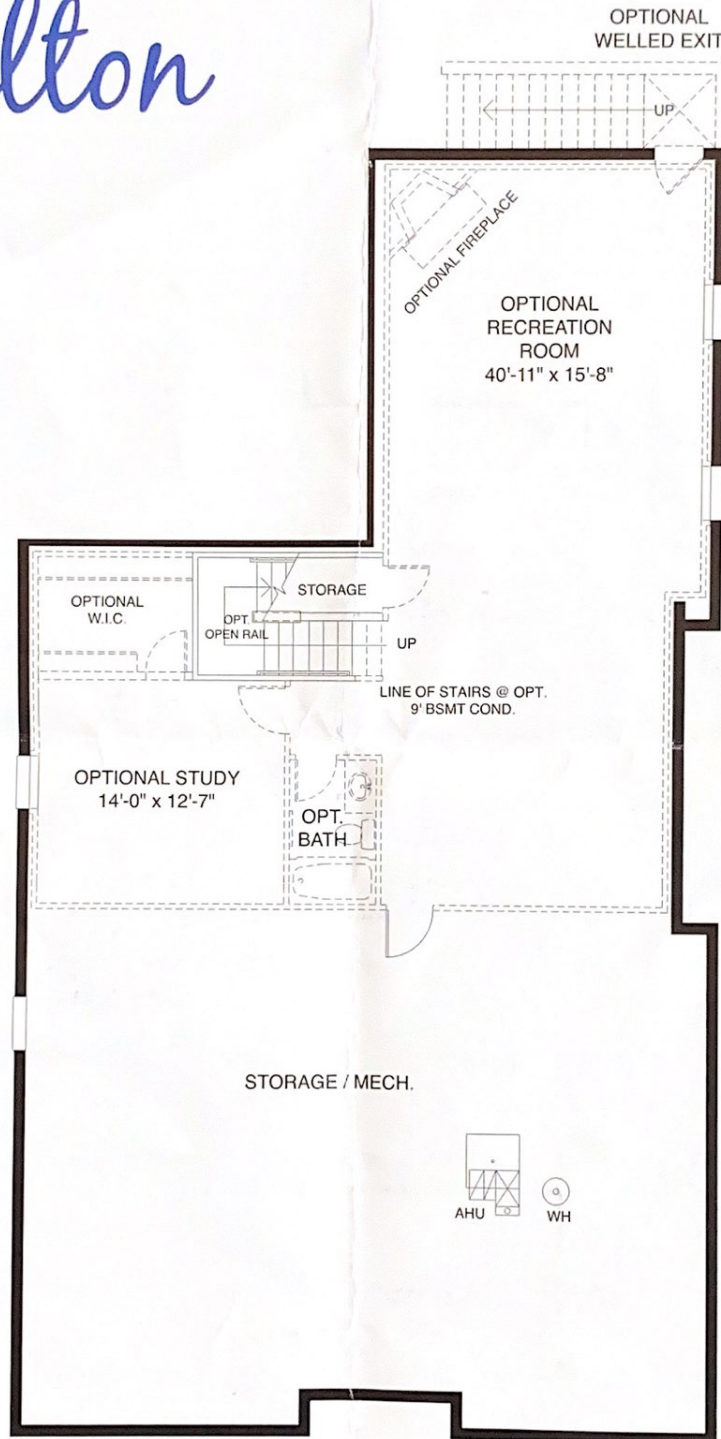 OPTIONAL
WELLED EXIT
UP
OPTIONAL FIREPLACE
OPTIONAL
RECREATION
ROOM
40'-11" x 15'-8"
OPTIONAL
W.I.C.
STORAGE
OPT.
OPEN RAIL
UP
LINE OF STAIRS @ OPT.
9' BSMT COND.
OPTIONAL STUDY
14'-0" x 12'-7"
OPT.
BATH
STORAGE / MECH.
AHU
WH